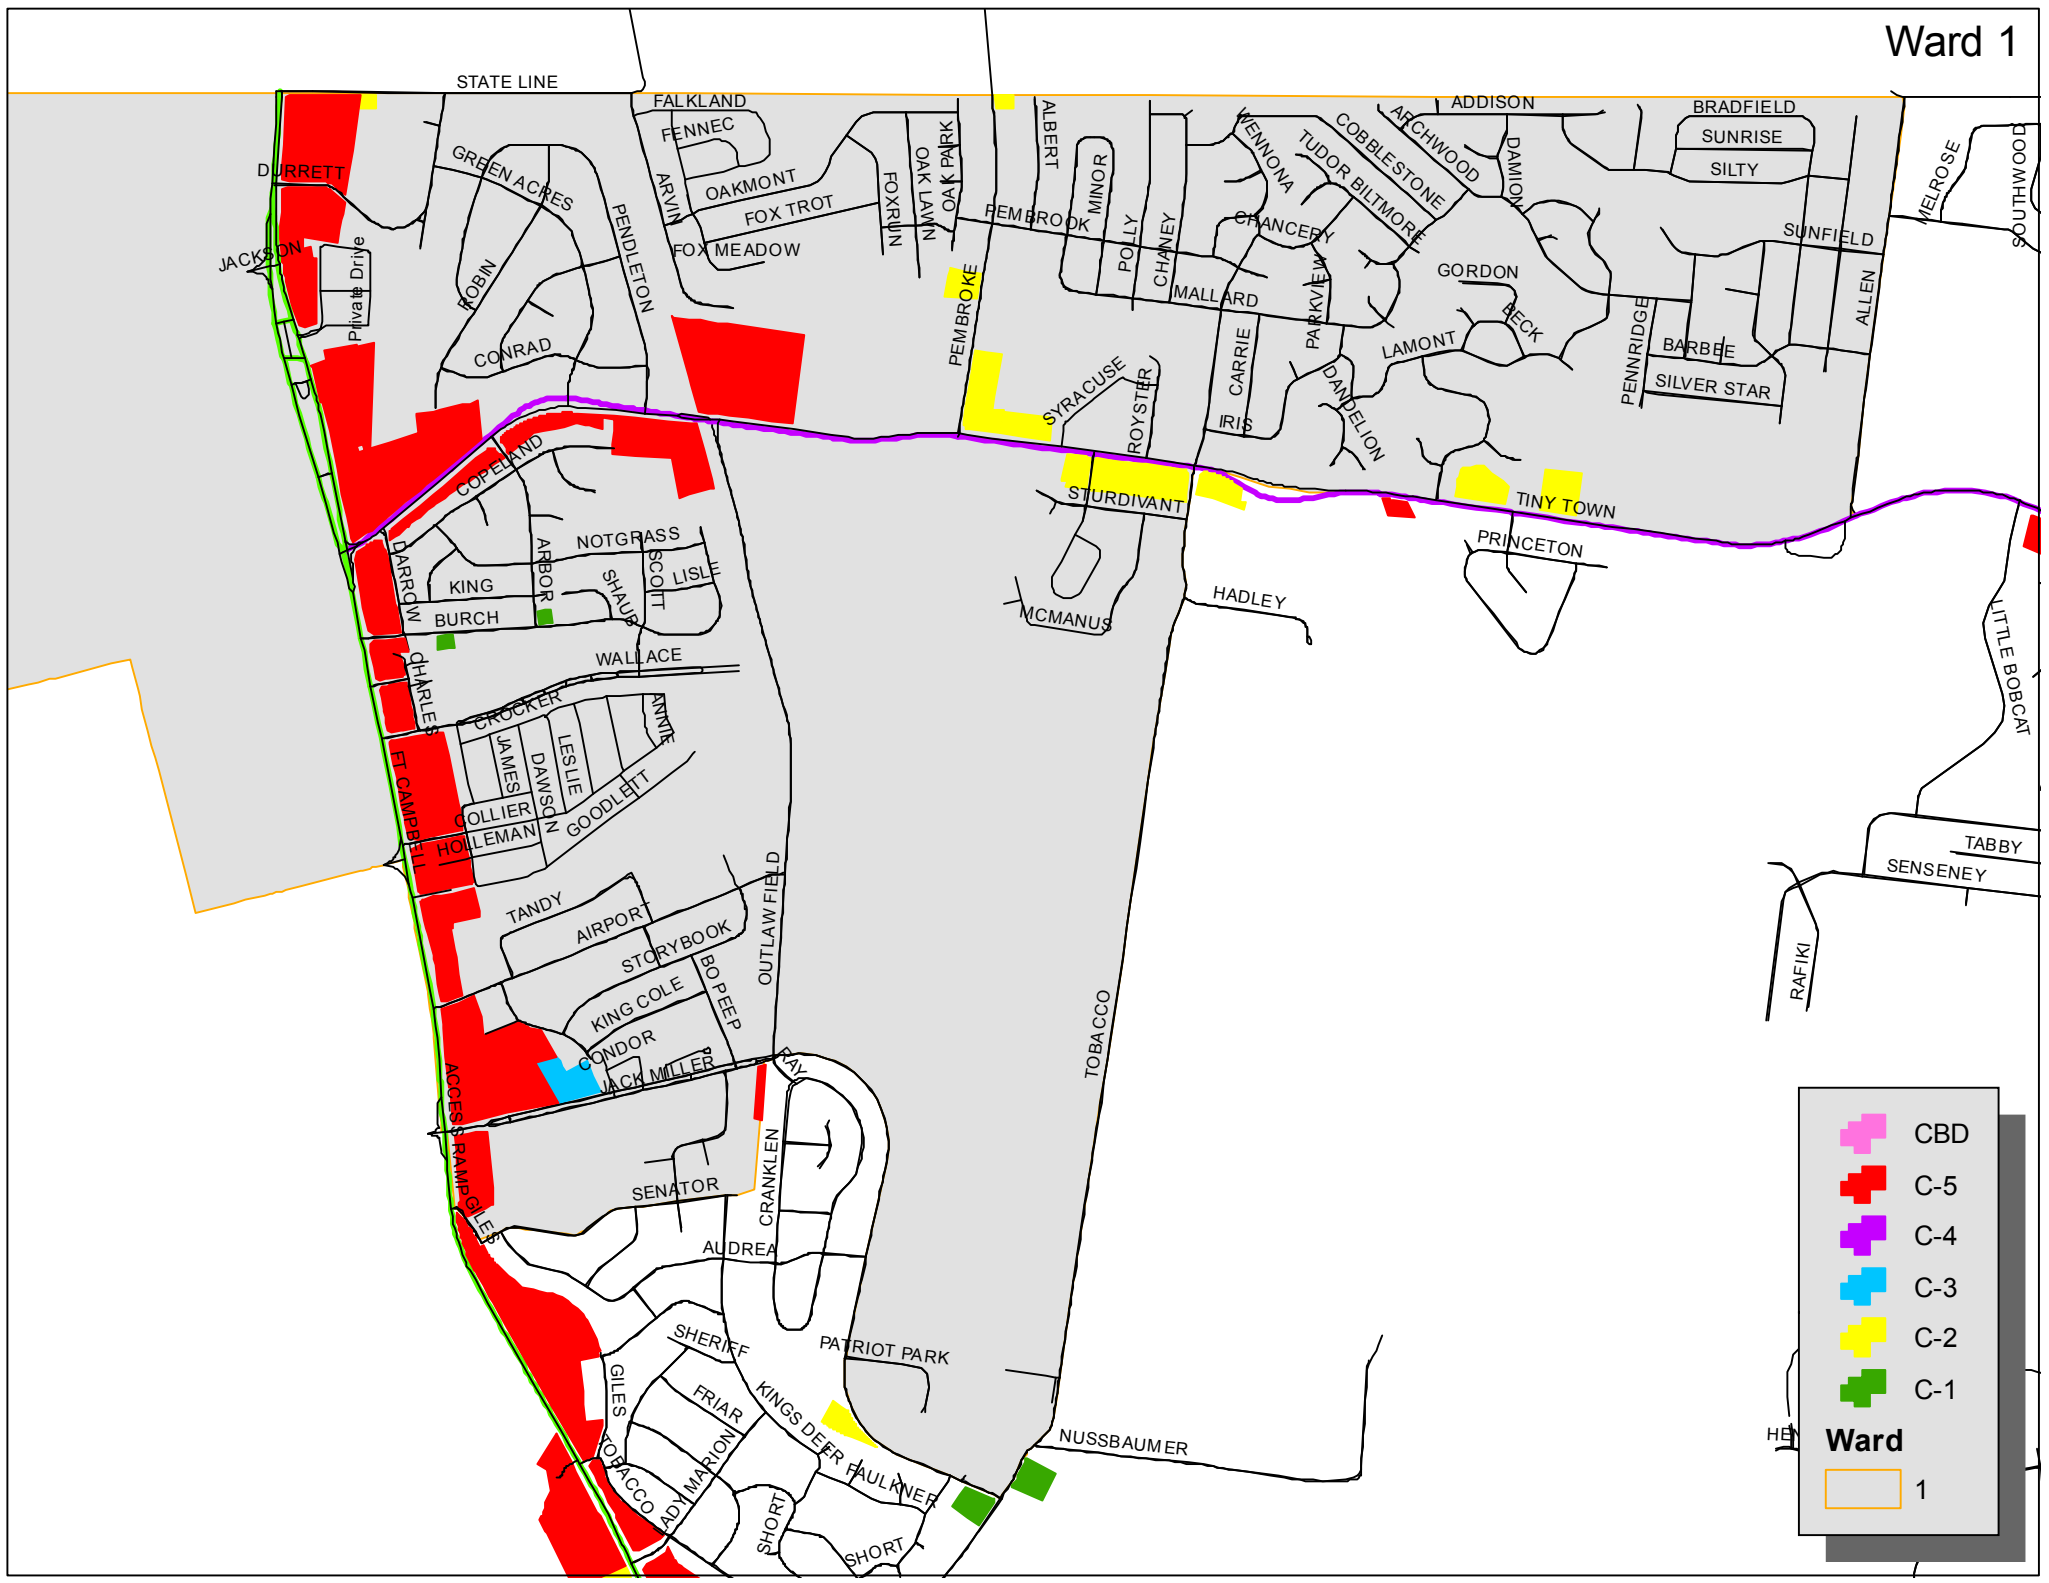 Ward 1
STATE LINE
FALKLAND
FENNEC
ALBERT
WENNONA
TUDOR BILTMORE
COBBLESTONE
ARCHWOOD
ADDISON
DAMION
BRADFIELD
SUNRISE
SILTY
MELROSE
SOUTHWOOD
DURRETT
GREEN ACRES
ARVIN
OAKMONT
FOX TROT
FOX MEADOW
FOXRUN
OAK LAWN
OAK PARK
PEMBROOK
MINOR
POLLY
CHANEY
CHANCERY
SUNFIELD
JACKSON
Private Drive
ROBIN
PENDLETON
PEMBROKE
MALLARD
PARKVIEW
GORDON
BECK
LAMONT
PENNRIDGE
BARBEE
SILVER STAR
ALLEN
CONRAD
SYRACUSE
ROYSTER
CARRIE
IRIS
DANDELION
COPELAND
STURDIVANT
TINY TOWN
PRINCETON
DARROW
ARBOR
NOTGRASS
SCOTT
LISLE
SHAUB
KING
BURCH
MCMANUS
HADLEY
LITTLE BOBCAT
CHARLES
WALLACE
CROCKER
ANNIE
JAMES
DAWSON
LESLIE
GOODLETT
COLLIER
HOLLEMAN
FT CAMPBELL
TABBY
SENSENEY
RAFIKI
TANDY
AIRPORT
STORYBOOK
OUTLAW FIELD
KING COLE
BO PEEP
CONDOR
JACK MILLER
RAY
TOBACCO
ACCESS RAMP
GILES
SENATOR
CRANKLEN
AUDREA
SHERIFF
PATRIOT PARK
GILES
FRIAR
KINGS DEER
FAULKNER
TOBACCO
ADY MARION
SHORT
SHORT
NUSSBAUMER
HEN
CBD
C-5
C-4
C-3
C-2
C-1
Ward
1